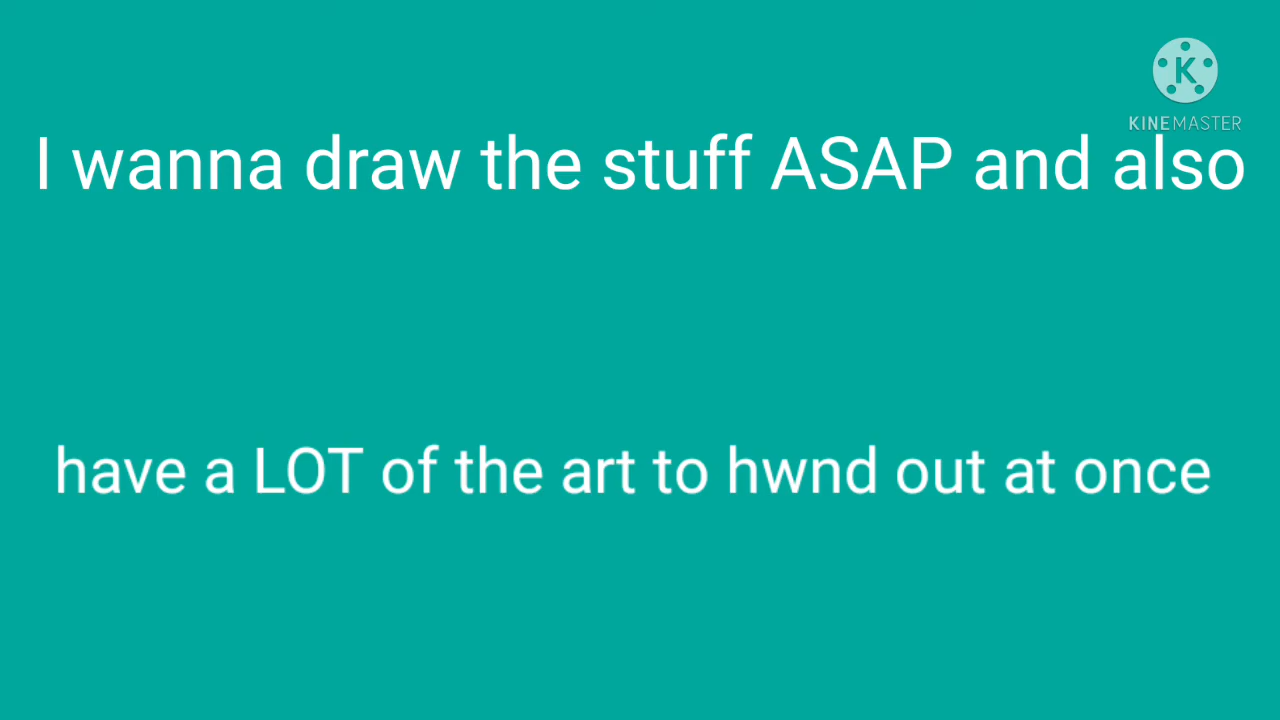 K
KINEMASTER
I wanna draw the stuff ASAP and also
have a LOT of the art to hwnd out at once